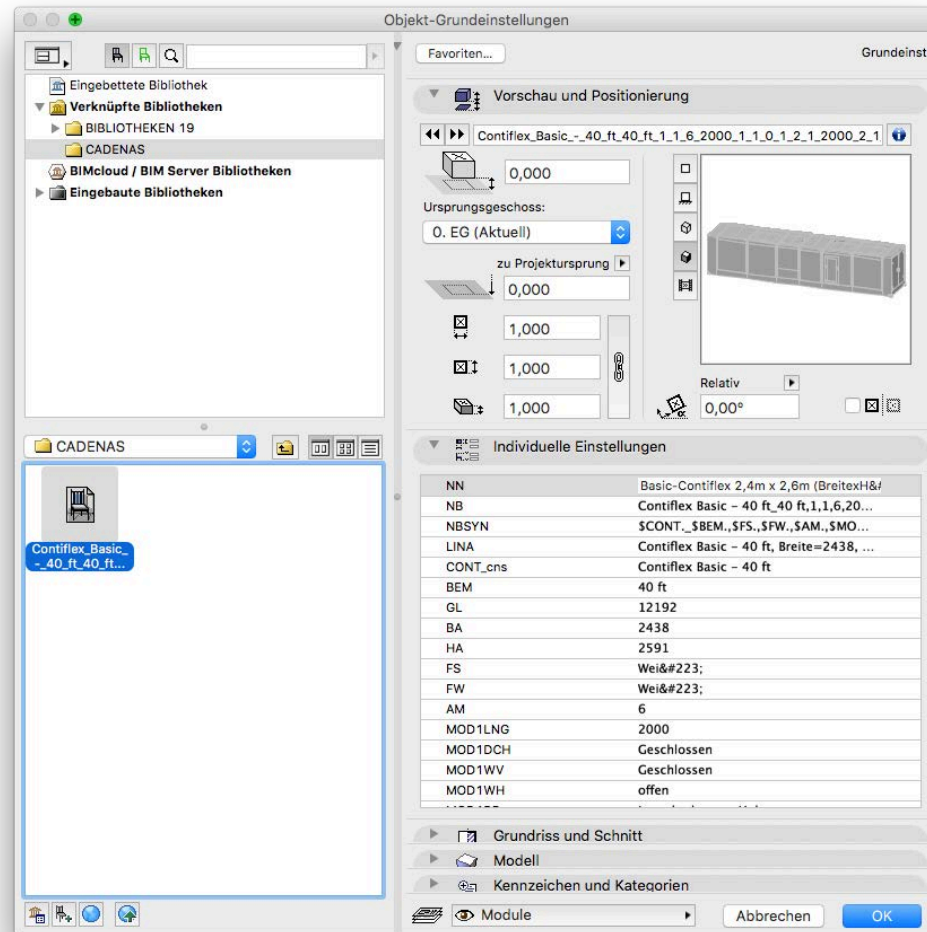 Objekt-Grundeinstellungen
Eingebettete Bibliothek
Verknüpfte Bibliotheken
BIBLIOTHEKEN 19
CADENAS
BIMcloud / BIM Server Bibliotheken
Eingebaute Bibliotheken
CADENAS
Contiflex_Basic_
-_40_ft_40_ft...
Favoriten...
Grundeinst
Vorschau und Positionierung
Contiflex_Basic_-_40_ft_40_ft_1_1_6_2000_1_1_0_1_2_1_2000_2_1
0,000
Ursprungsgeschoss:
0. EG (Aktuell)
zu Projektursprung
0,000
1,000
1,000
1,000
Relativ
0,00°
Individuelle Einstellungen
NN Basic-Contiflex 2,4m x 2,6m (BreitexH&#
NB Contiflex Basic – 40 ft_40 ft,1,1,6,20...
NBSYN $CONT._$BEM.,$FS.,$FW.,$AM.,$MO...
LINA Contiflex Basic – 40 ft, Breite=2438, ...
CONT_cns Contiflex Basic – 40 ft
BEM 40 ft
GL 12192
BA 2438
HA 2591
FS Wei&#223;
FW Wei&#223;
AM 6
MOD1LNG 2000
MOD1DCH Geschlossen
MOD1WV Geschlossen
MOD1WH offen
Grundriss und Schnitt
Modell
Kennzeichen und Kategorien
Module
Abbrechen
OK